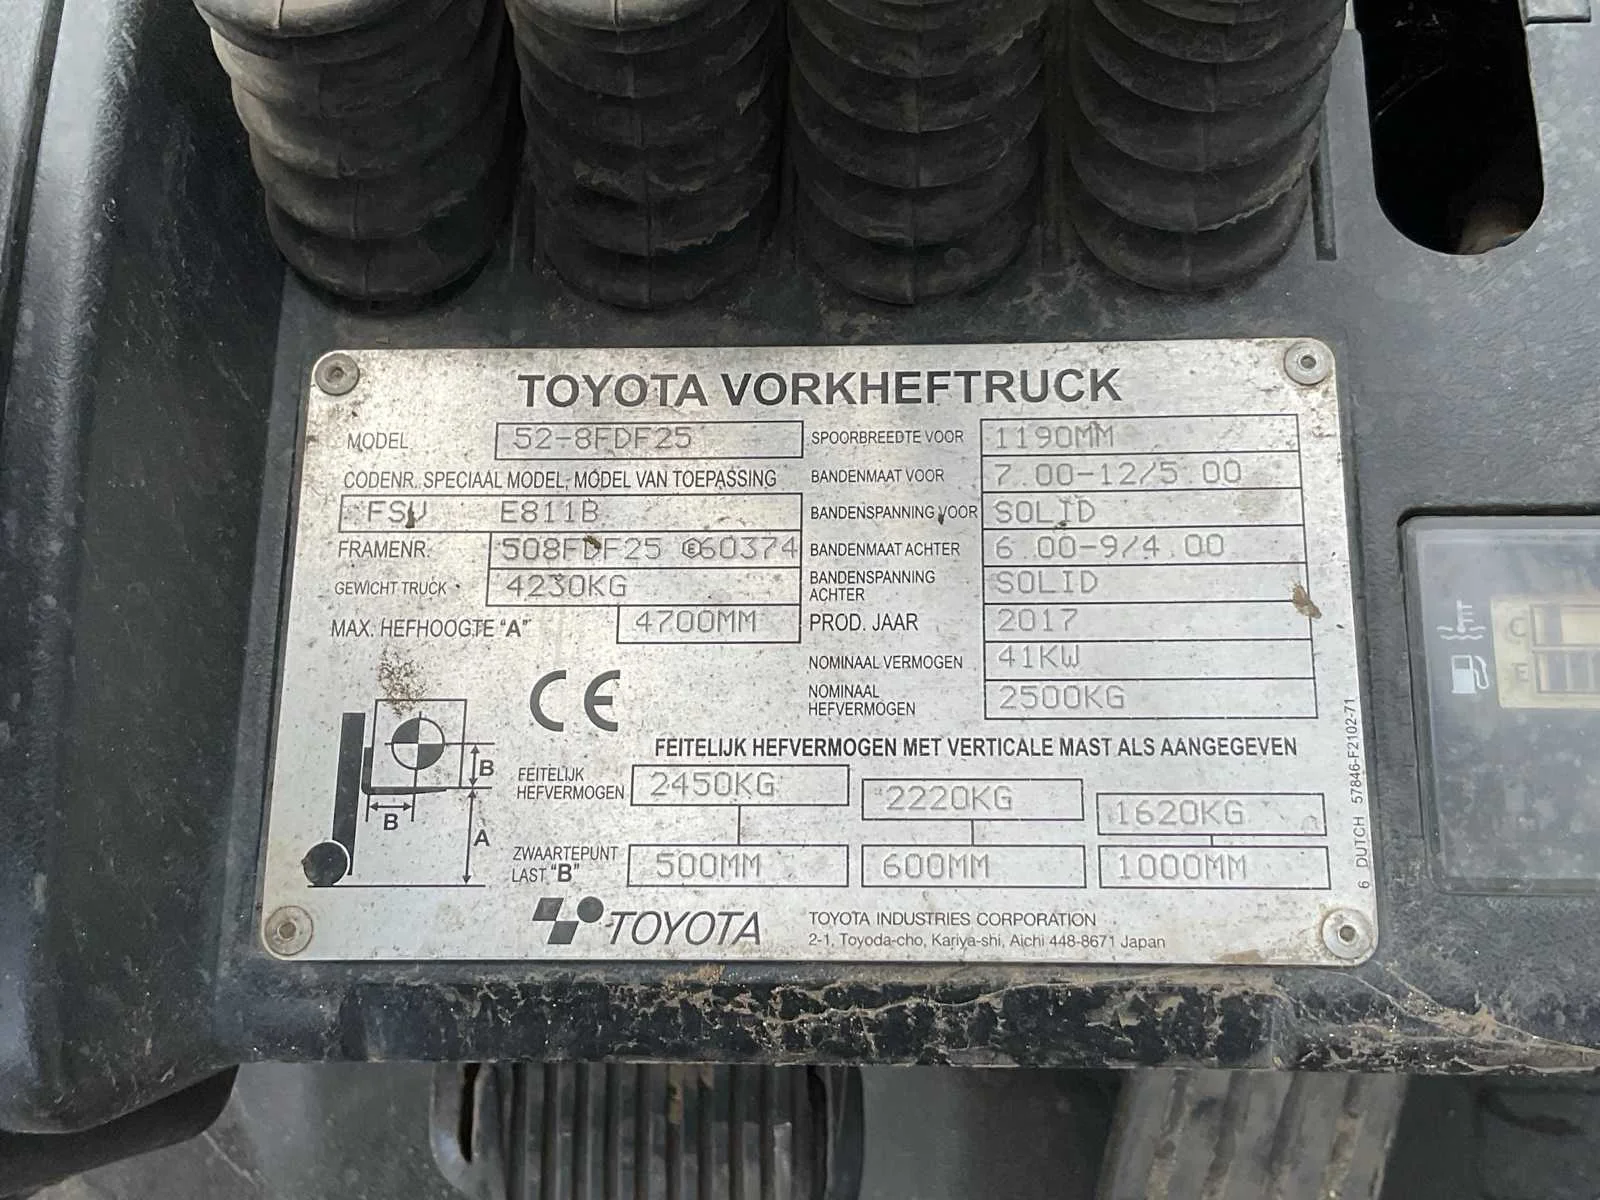 TOYOTA VORKHEFTRUCK
MODEL 52-8FDF25
CODENR. SPECIAAL MODEL, MODEL VAN TOEPASSING
FSV E811B
FRAMENR. 508FDF25 E60374
GEWICHT TRUCK 4230KG
MAX. HEFHOOGTE "A" 4700MM
SPOORBREEDTE VOOR 1190MM
BANDENMAAT VOOR 7.00-12/5.00
BANDENSPANNING VOOR SOLID
BANDENMAAT ACHTER 6.00-9/4.00
BANDENSPANNING
ACHTER SOLID
PROD. JAAR 2017
NOMINAAL VERMOGEN 41KW
NOMINAAL
HEFVERMOGEN 2500KG
CE
B
B
A
FEITELIJK HEFVERMOGEN MET VERTICALE MAST ALS AANGEGEVEN
FEITELIJK
HEFVERMOGEN 2450KG 2220KG 1620KG
ZWAARTEPUNT
LAST "B" 500MM 600MM 1000MM
TOYOTA
TOYOTA INDUSTRIES CORPORATION
2-1, Toyoda-cho, Kariya-shi, Aichi 448-8671 Japan
6 DUTCH 57846-F2102-71
C
E